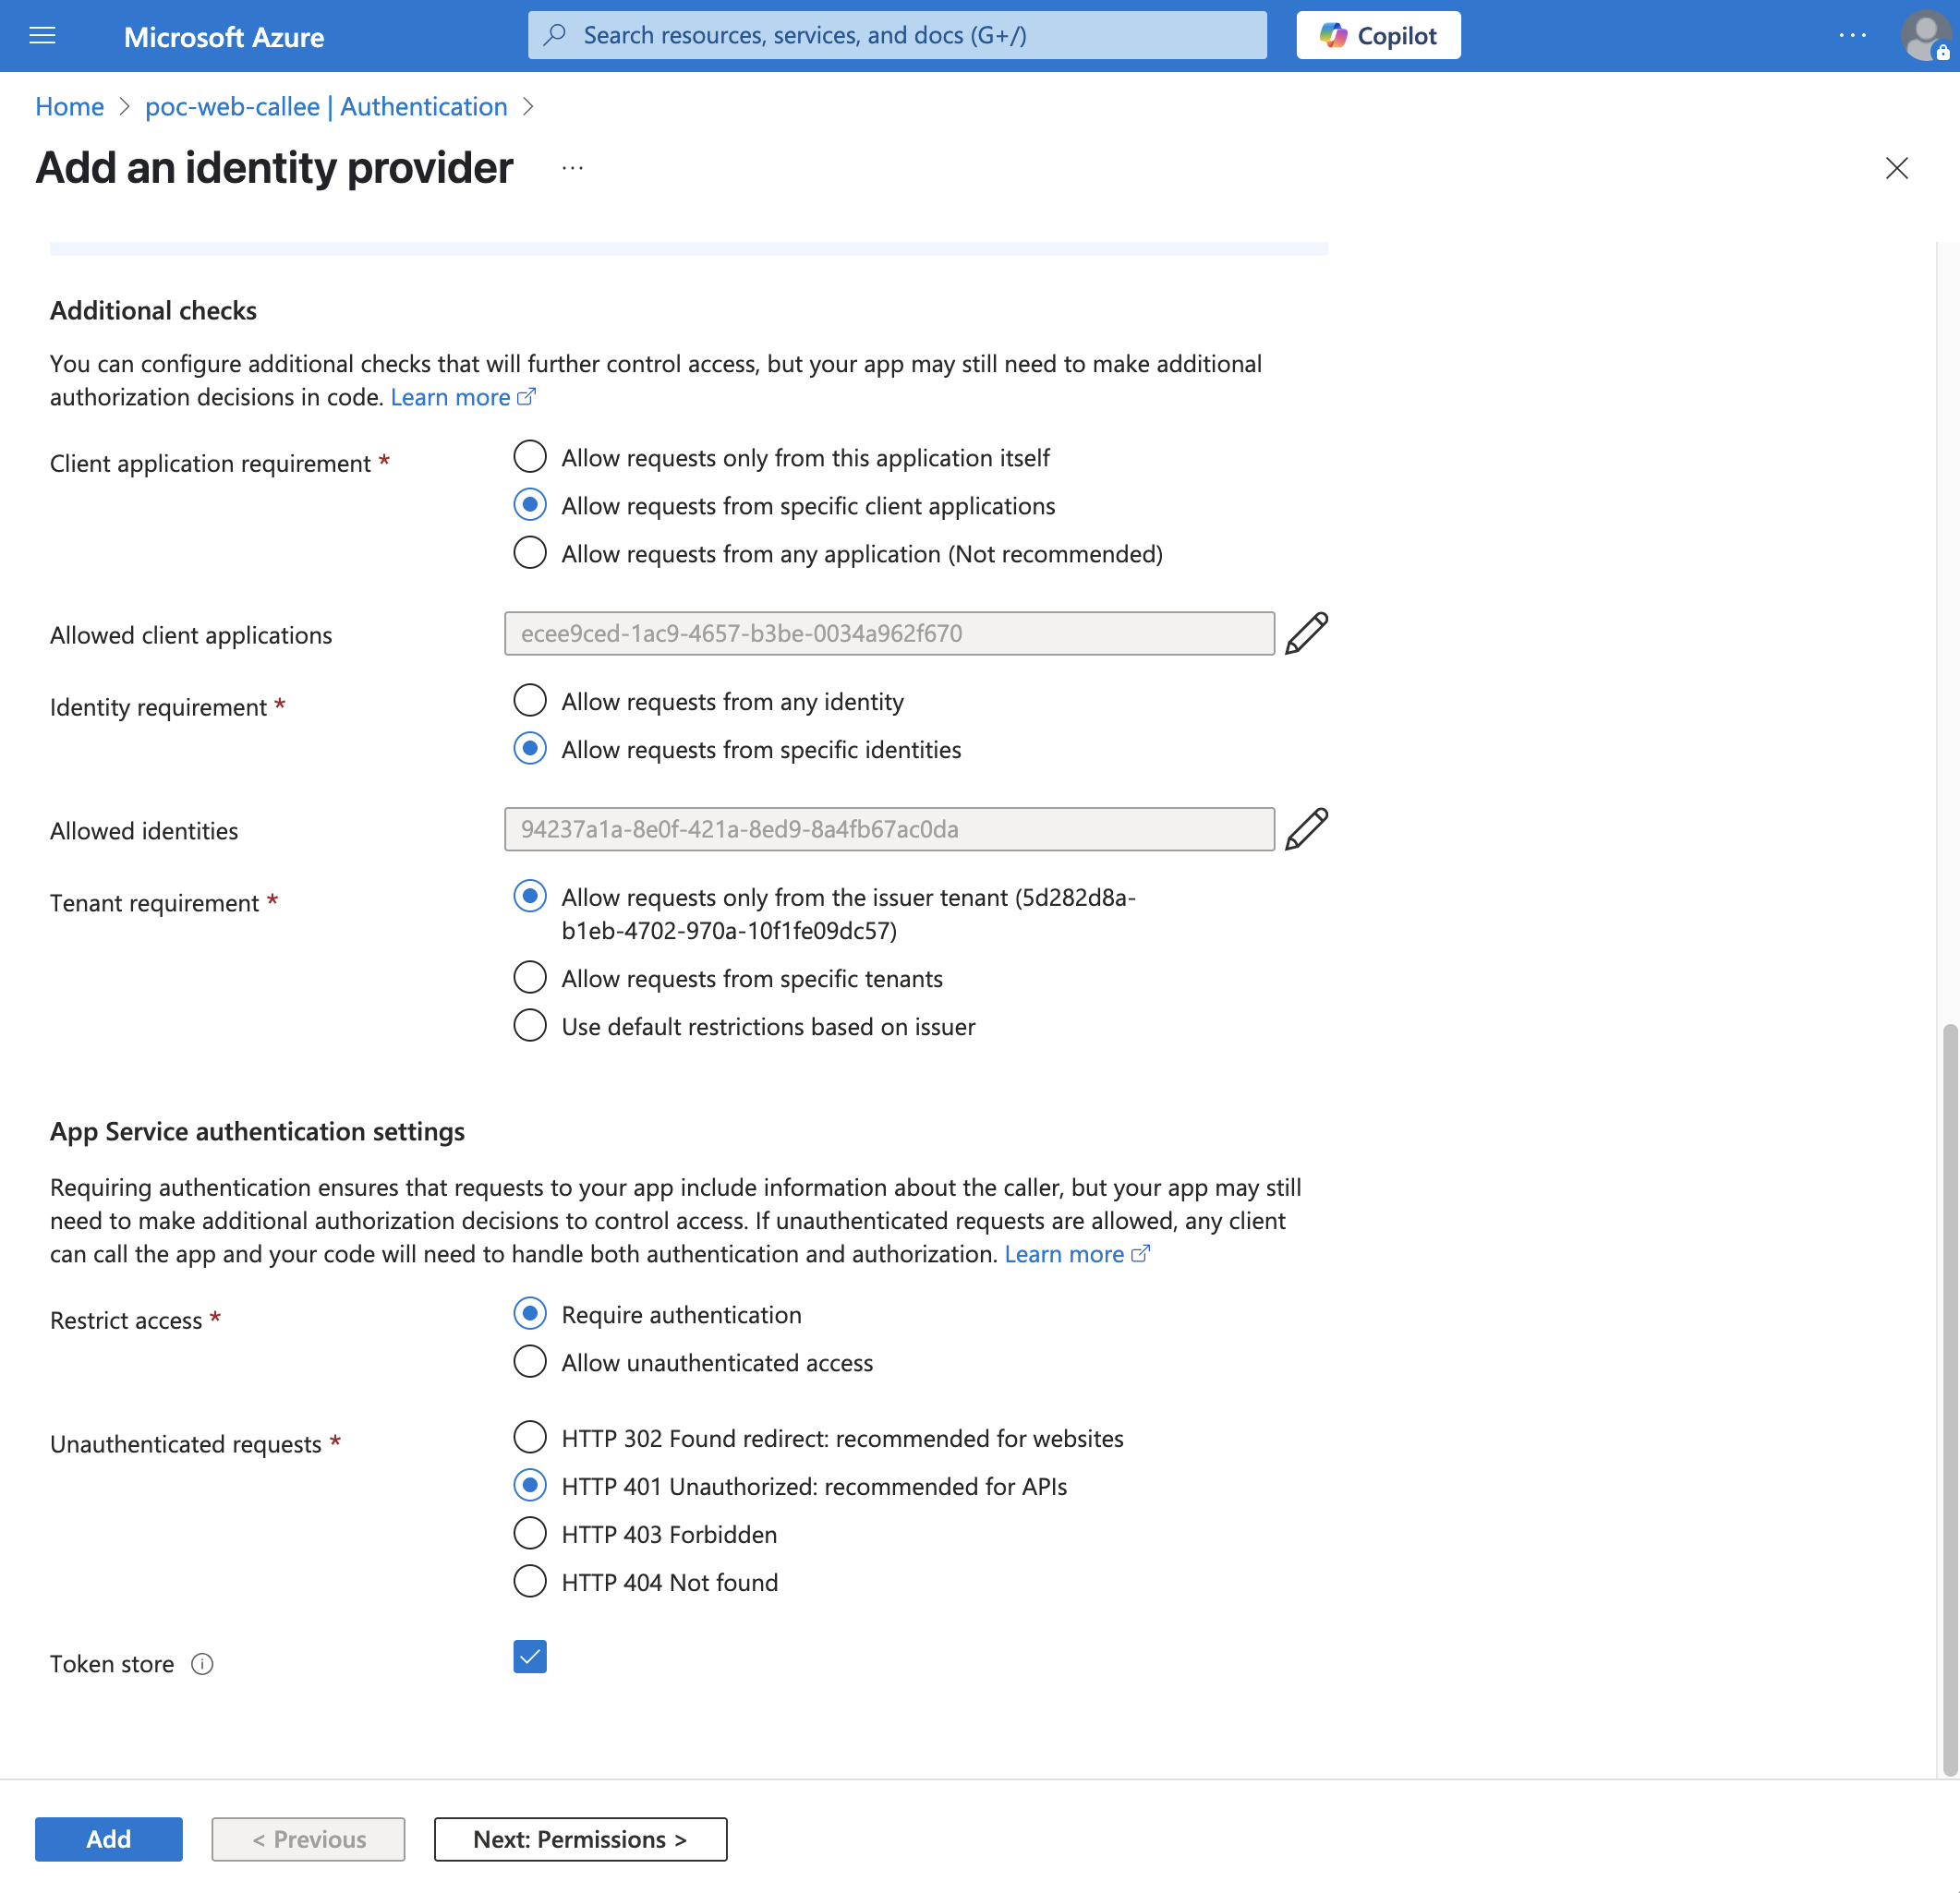 Microsoft Azure
Search resources, services, and docs (G+/)
Copilot
Home > poc-web-callee | Authentication >
Add an identity provider
Additional checks
You can configure additional checks that will further control access, but your app may still need to make additional
authorization decisions in code. Learn more
Client application requirement *
Allow requests only from this application itself
Allow requests from specific client applications
Allow requests from any application (Not recommended)
Allowed client applications
ecee9ced-1ac9-4657-b3be-0034a962f670
Identity requirement *
Allow requests from any identity
Allow requests from specific identities
Allowed identities
94237a1a-8e0f-421a-8ed9-8a4fb67ac0da
Tenant requirement *
Allow requests only from the issuer tenant (5d282d8a-
b1eb-4702-970a-10f1fe09dc57)
Allow requests from specific tenants
Use default restrictions based on issuer
App Service authentication settings
Requiring authentication ensures that requests to your app include information about the caller, but your app may still
need to make additional authorization decisions to control access. If unauthenticated requests are allowed, any client
can call the app and your code will need to handle both authentication and authorization. Learn more
Restrict access *
Require authentication
Allow unauthenticated access
Unauthenticated requests *
HTTP 302 Found redirect: recommended for websites
HTTP 401 Unauthorized: recommended for APIs
HTTP 403 Forbidden
HTTP 404 Not found
Token store
Add
< Previous
Next: Permissions >